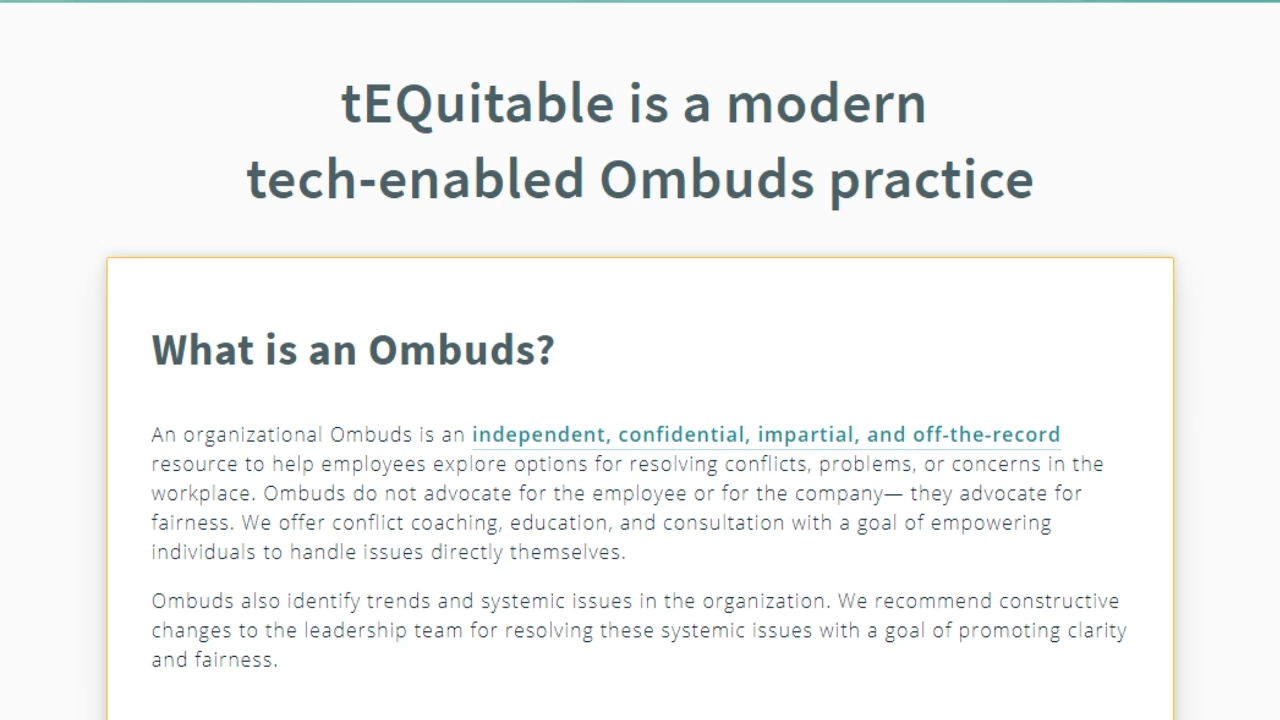 tEQuitable is a modern
tech-enabled Ombuds practice
What is an Ombuds?
An organizational Ombuds is an independent, confidential, impartial, and off-the-record
resource to help employees explore options for resolving conflicts, problems, or concerns in the
workplace. Ombuds do not advocate for the employee or for the company— they advocate for
fairness. We offer conflict coaching, education, and consultation with a goal of empowering
individuals to handle issues directly themselves.
Ombuds also identify trends and systemic issues in the organization. We recommend constructive
changes to the leadership team for resolving these systemic issues with a goal of promoting clarity
and fairness.